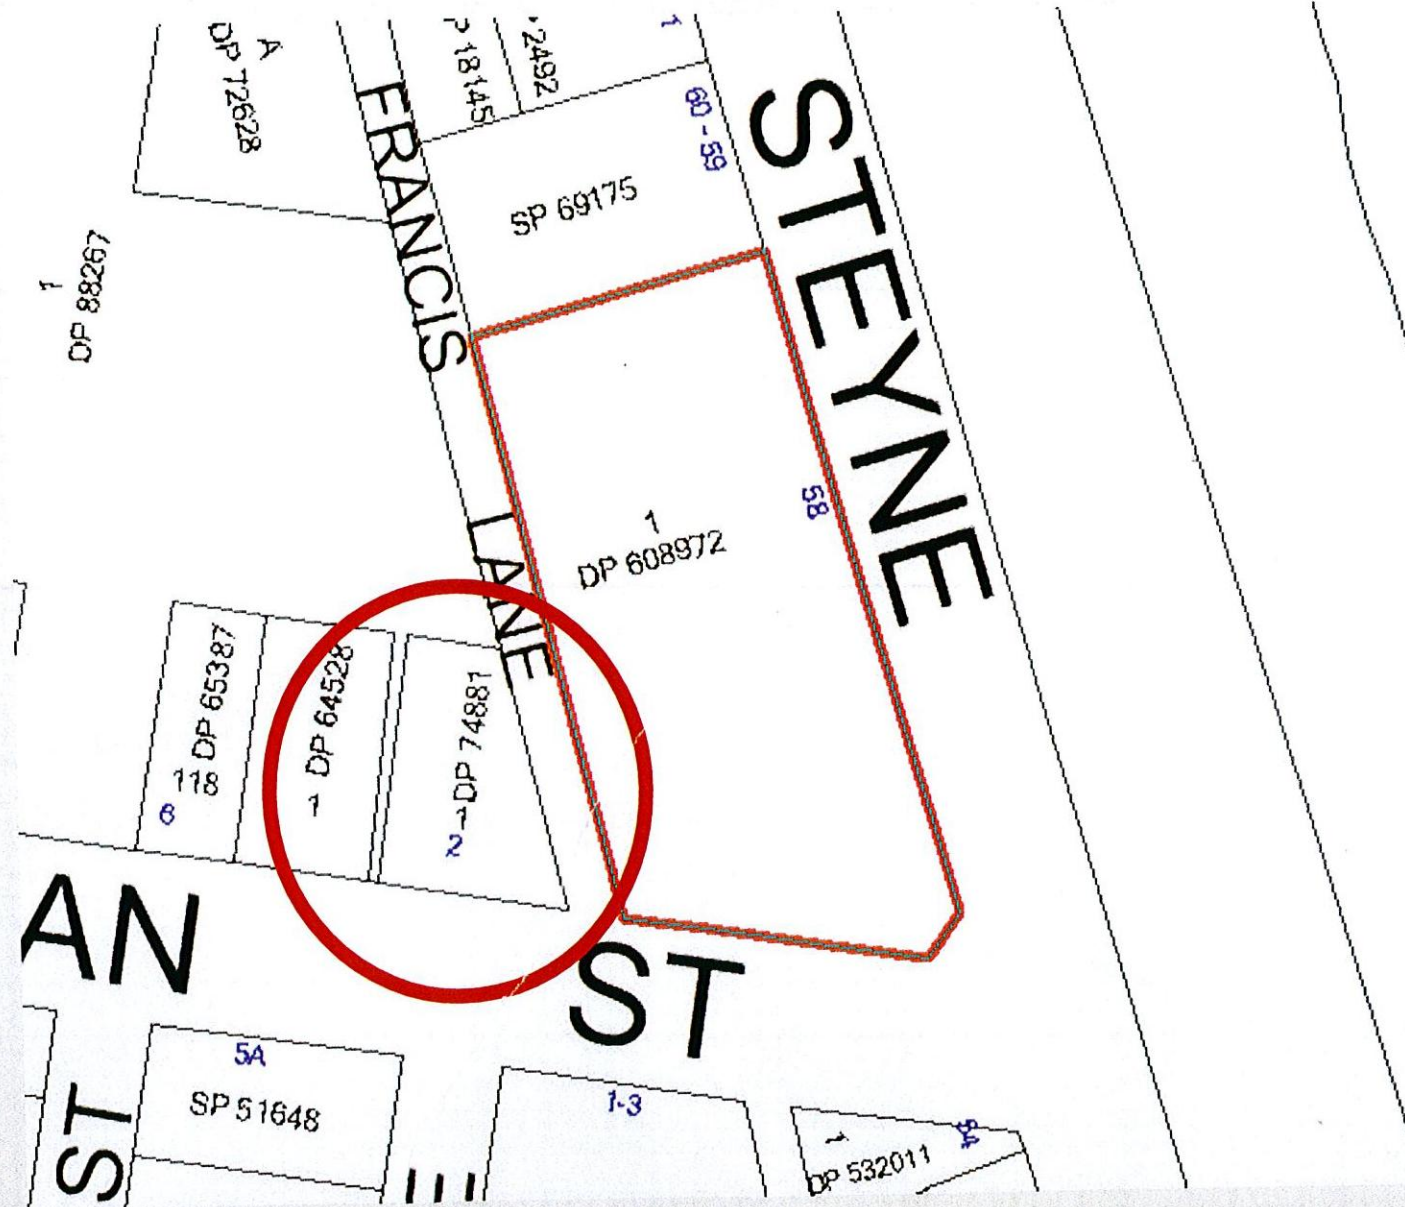 A
DP 72628
P 18145
2492
1
FRANCIS
60 - 59
STEYNE
SP 69175
1
DP 88267
58
1
DP 608972
LANE
DP 65387
118
6
DP 64528
1
DP 74881
1
2
AN
ST
5A
SP 51648
ST
1-3
1
DP 532011